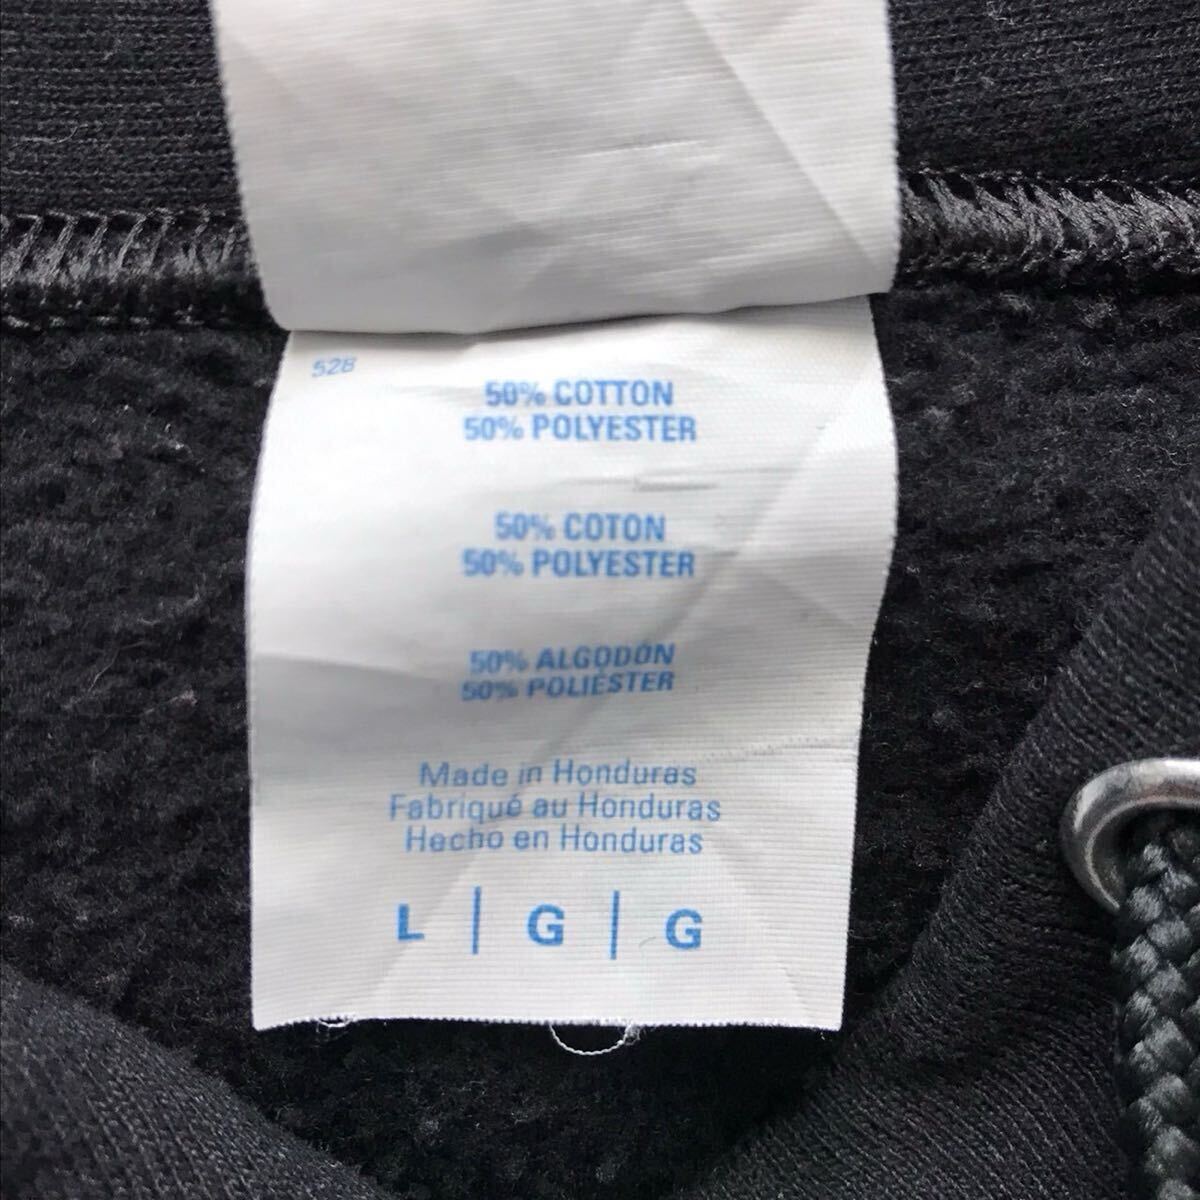 528
50% COTTON
50% POLYESTER
50% COTON
50% POLYESTER
50% ALGODÓN
50% POLIÉSTER
Made in Honduras
Fabriqué au Honduras
Hecho en Honduras
L | G | G